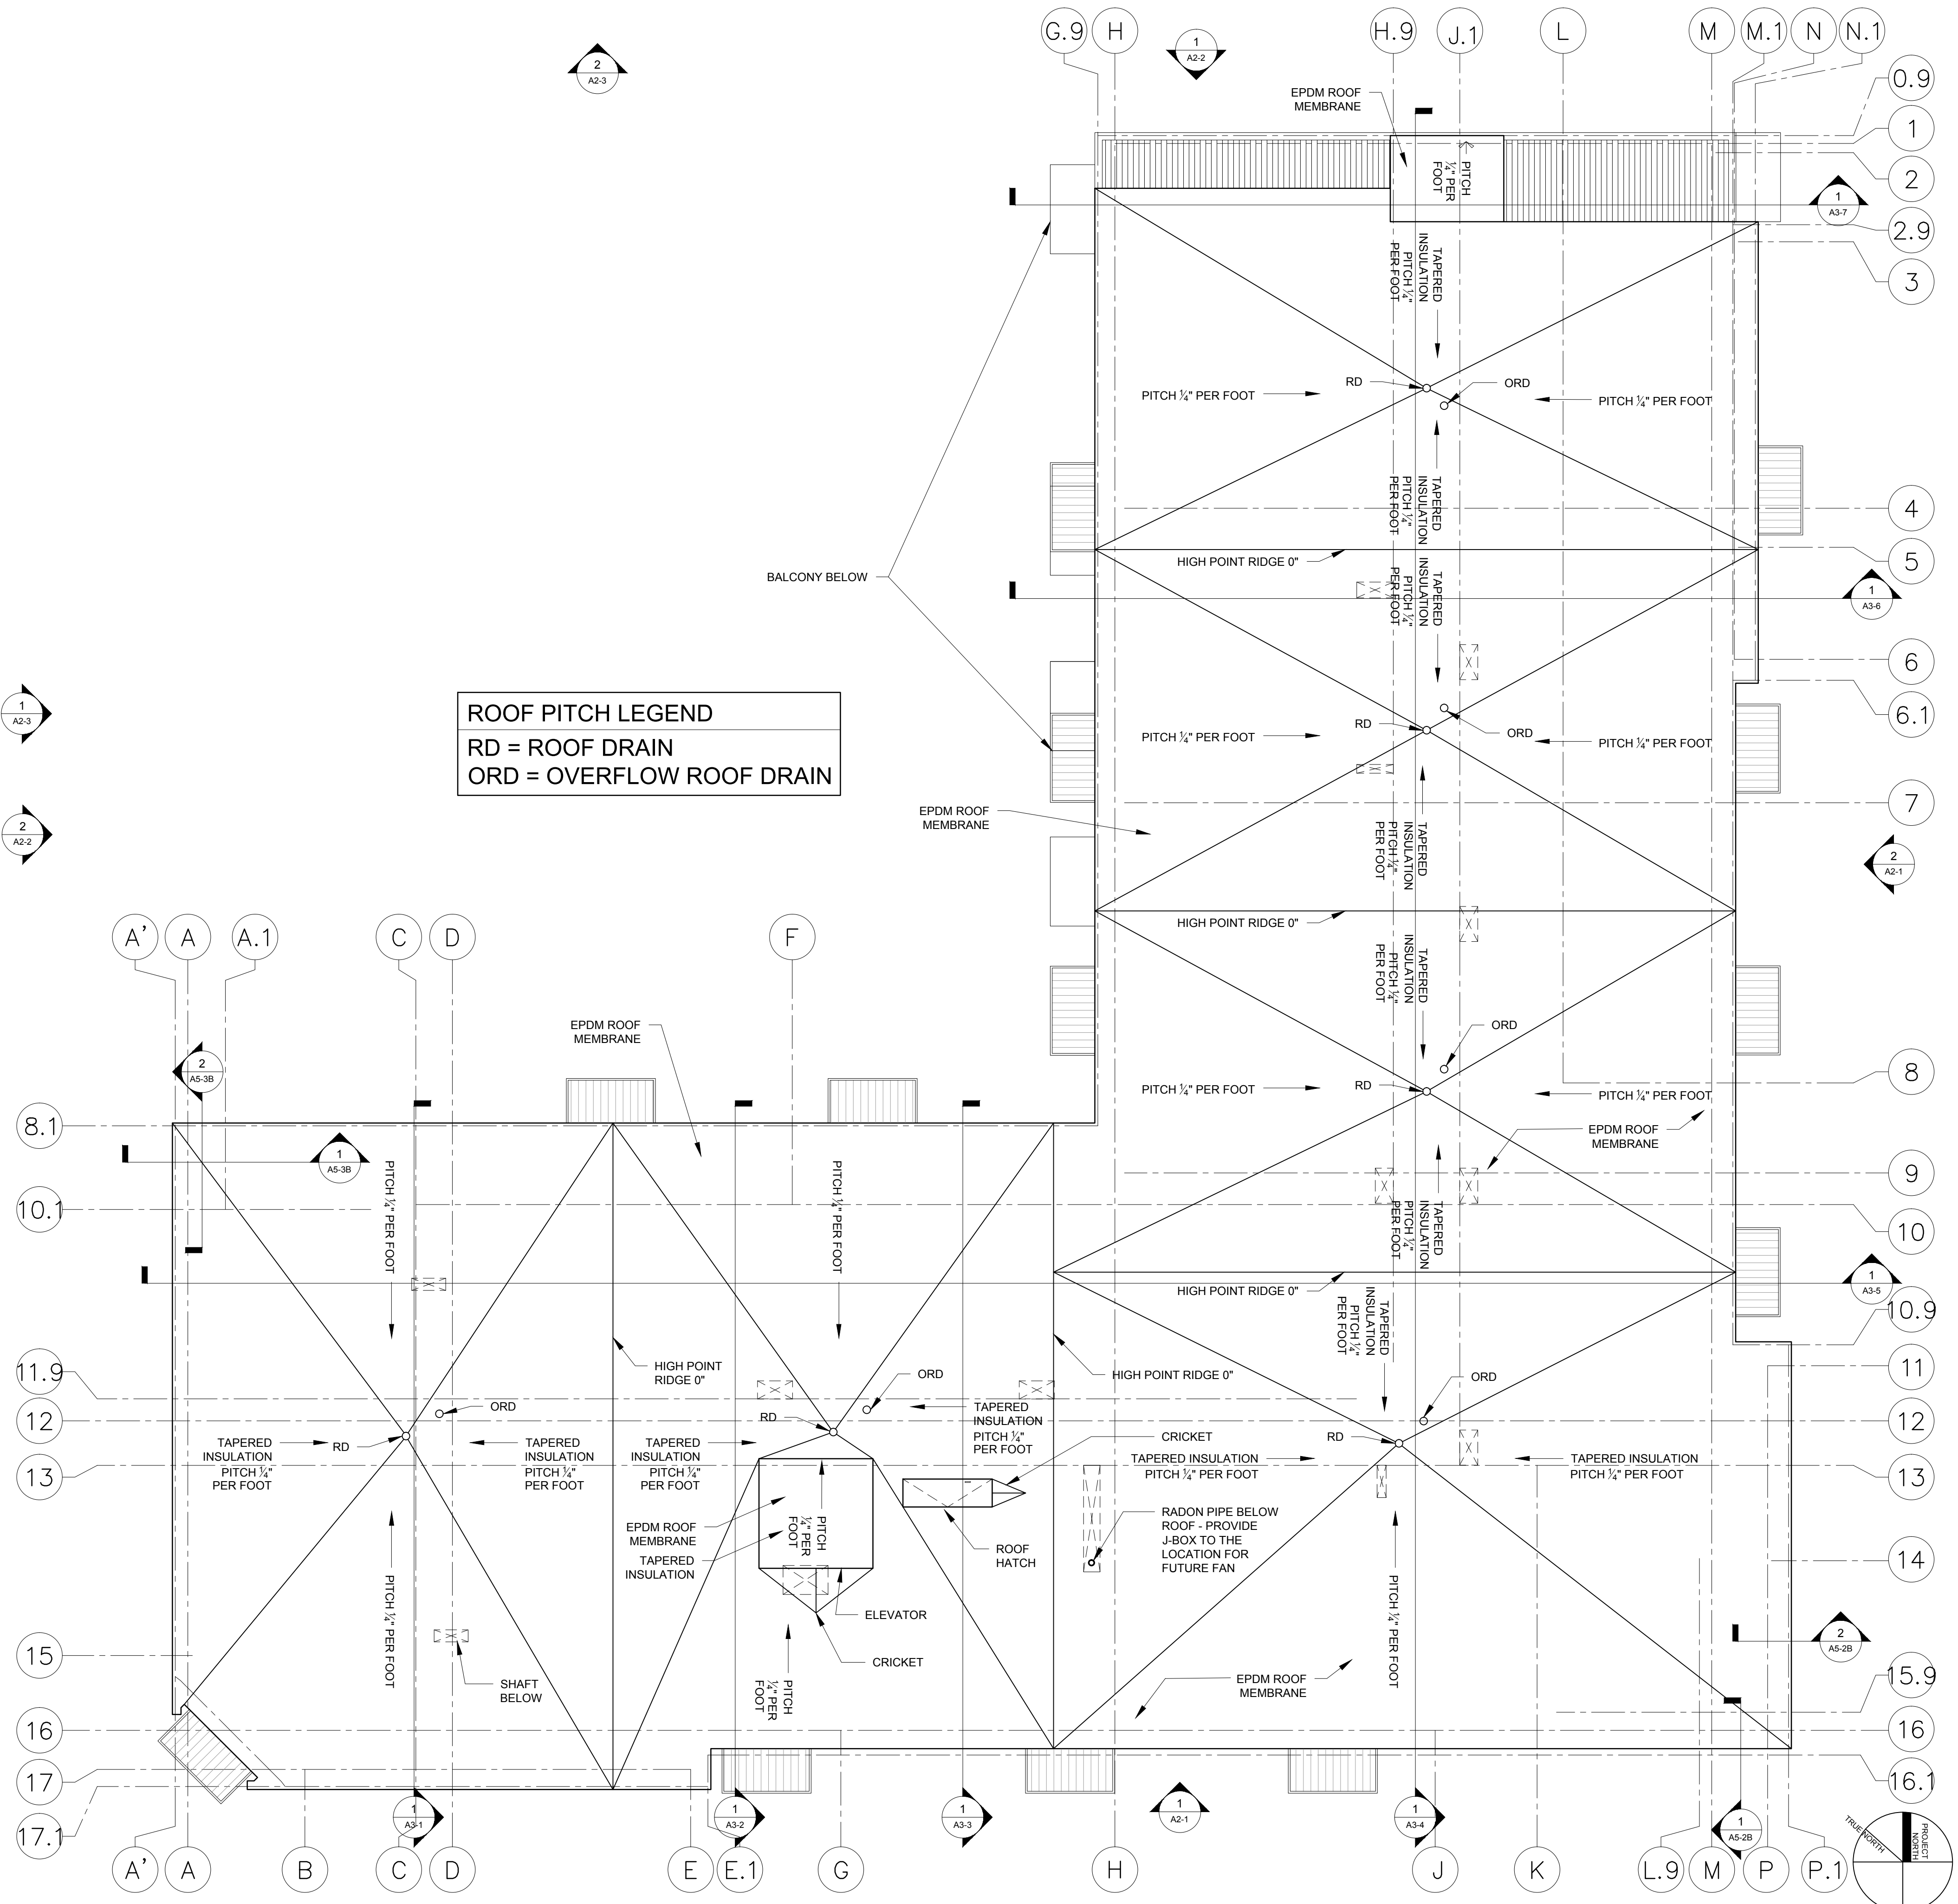 G.9
H
H.9
J.1
L
M
M.1
N
N.1
2
A2-3
1
A2-2
0.9
1
2
2.9
3
EPDM ROOF
MEMBRANE
PITCH
¼" PER
FOOT
1
A3-7
TAPERED
INSULATION
PITCH ¼"
PER FOOT
RD
ORD
PITCH ¼" PER FOOT
PITCH ¼" PER FOOT
TAPERED
INSULATION
PITCH ¼"
PER FOOT
4
HIGH POINT RIDGE 0"
5
BALCONY BELOW
TAPERED
INSULATION
PITCH ¼"
PER FOOT
1
A3-6
6
6.1
1
A2-3
ROOF PITCH LEGEND
RD = ROOF DRAIN
ORD = OVERFLOW ROOF DRAIN
RD
ORD
PITCH ¼" PER FOOT
PITCH ¼" PER FOOT
2
A2-2
EPDM ROOF
MEMBRANE
7
TAPERED
INSULATION
PITCH ¼"
PER FOOT
2
A2-1
HIGH POINT RIDGE 0"
A'
A
A.1
C
D
F
TAPERED
INSULATION
PITCH ¼"
PER FOOT
EPDM ROOF
MEMBRANE
ORD
2
A5-3B
8
PITCH ¼" PER FOOT
RD
PITCH ¼" PER FOOT
8.1
EPDM ROOF
MEMBRANE
1
A5-3B
PITCH ¼" PER FOOT
PITCH ¼" PER FOOT
9
10.1
TAPERED
INSULATION
PITCH ¼"
PER FOOT
10
HIGH POINT RIDGE 0"
1
A3-5
10.9
TAPERED
INSULATION
PITCH ¼"
PER FOOT
11.9
HIGH POINT
RIDGE 0"
ORD
HIGH POINT RIDGE 0"
ORD
11
12
ORD
RD
TAPERED
INSULATION
PITCH ¼"
PER FOOT
CRICKET
RD
12
TAPERED
INSULATION
PITCH ¼"
PER FOOT
RD
TAPERED
INSULATION
PITCH ¼"
PER FOOT
TAPERED
INSULATION
PITCH ¼"
PER FOOT
TAPERED INSULATION
PITCH ¼" PER FOOT
TAPERED INSULATION
PITCH ¼" PER FOOT
13
13
EPDM ROOF
MEMBRANE
TAPERED
INSULATION
PITCH
¼" PER
FOOT
ROOF
HATCH
RADON PIPE BELOW
ROOF - PROVIDE
J-BOX TO THE
LOCATION FOR
FUTURE FAN
14
PITCH ¼" PER FOOT
ELEVATOR
PITCH ¼" PER FOOT
2
A5-2B
15
SHAFT
BELOW
CRICKET
PITCH
¼" PER
FOOT
EPDM ROOF
MEMBRANE
15.9
16
16
17
16.1
17.1
1
A3-1
1
A3-2
1
A3-3
1
A2-1
1
A3-4
1
A5-2B
TRUE NORTH
PROJECT
NORTH
A'
A
B
C
D
E
E.1
G
H
J
K
L.9
M
P
P.1